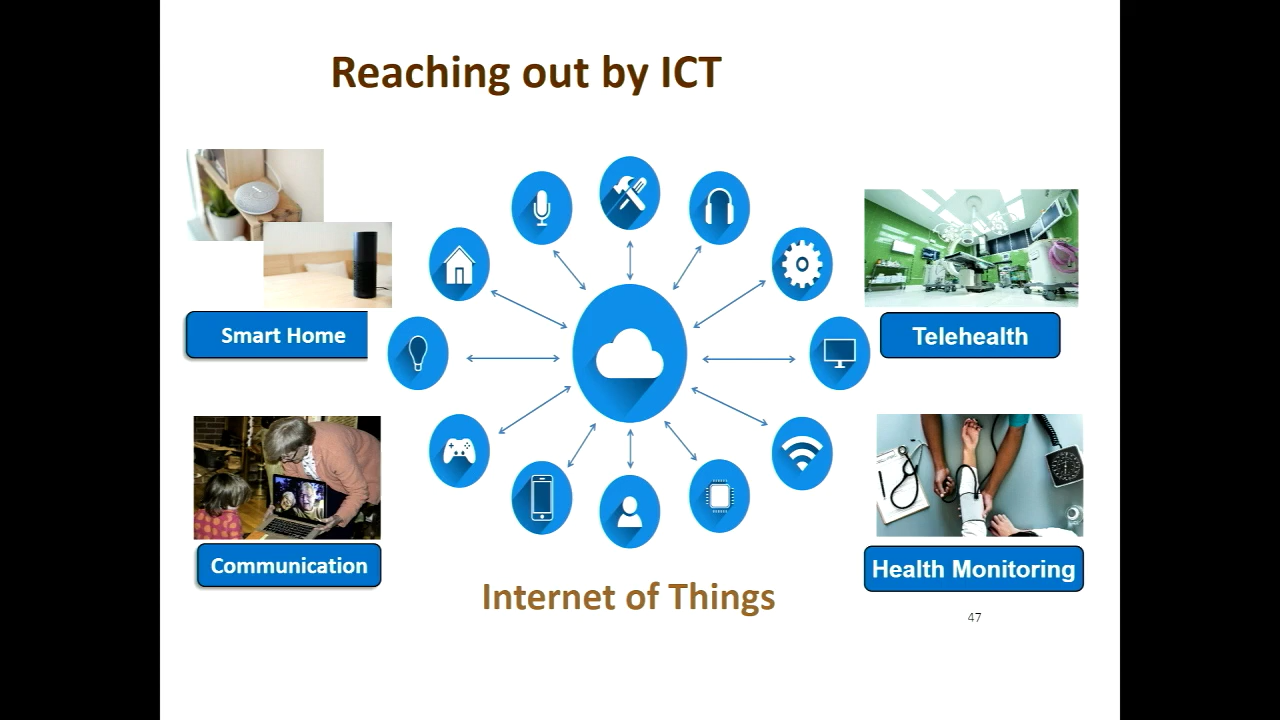 Reaching out by ICT
Smart Home
Telehealth
Communication
Health Monitoring
Internet of Things
47